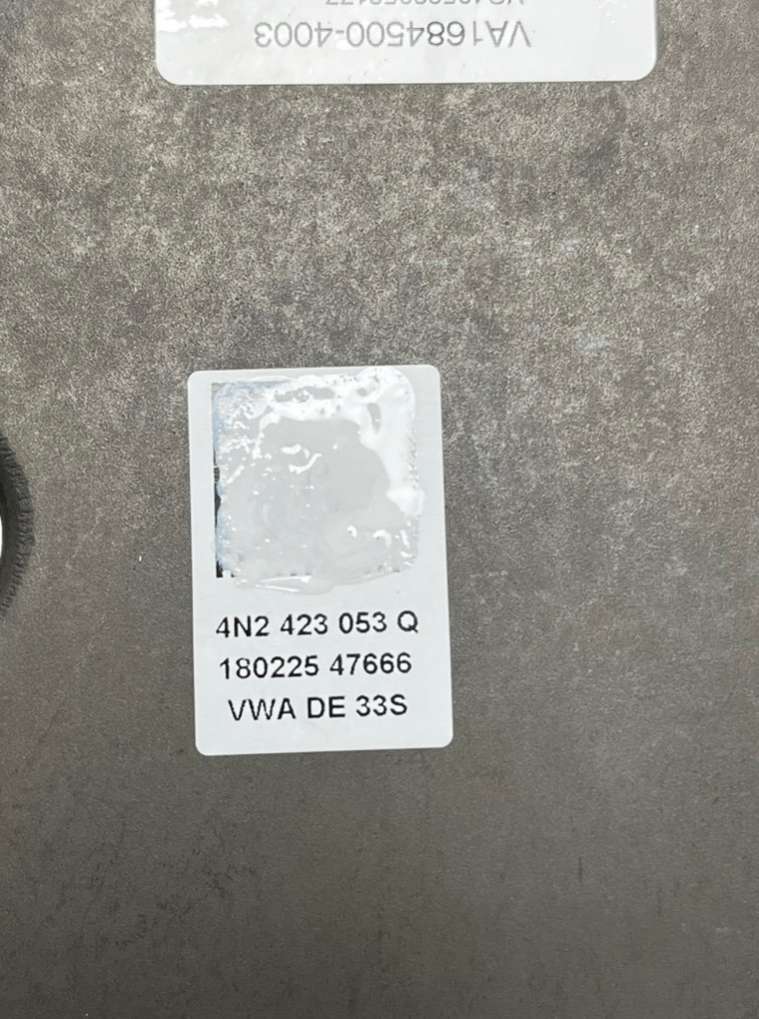 VA1684500-4003
4N2 423 053 Q
180225 47666
VWA DE 33S